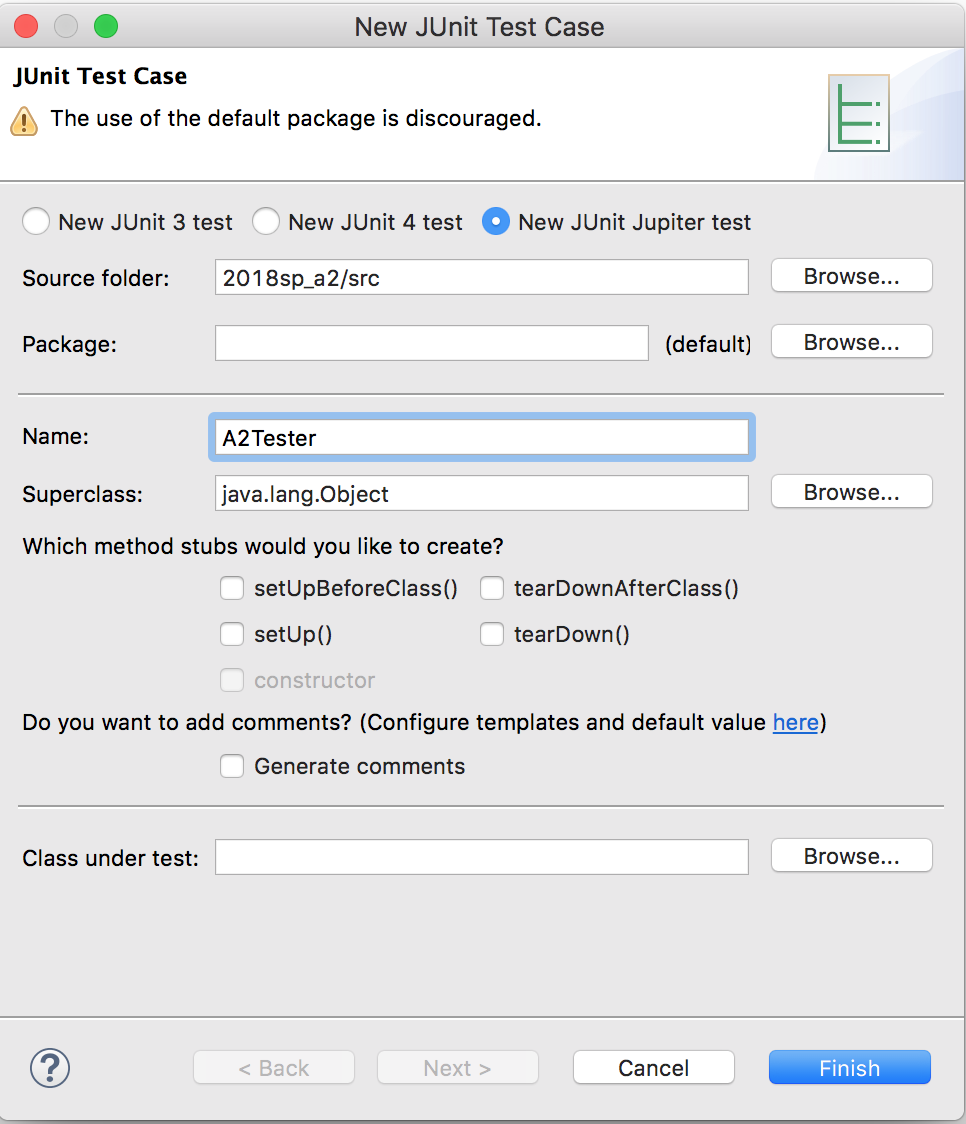 New JUnit Test Case
JUnit Test Case
The use of the default package is discouraged.
New JUnit 3 test New JUnit 4 test New JUnit Jupiter test
Source folder: 2018sp_a2/src Browse...
Package: (default) Browse...
Name: A2Tester
Superclass: java.lang.Object Browse...
Which method stubs would you like to create?
setUpBeforeClass() tearDownAfterClass()
setUp() tearDown()
constructor
Do you want to add comments? (Configure templates and default value here)
Generate comments
Class under test: Browse...
? < Back Next > Cancel Finish